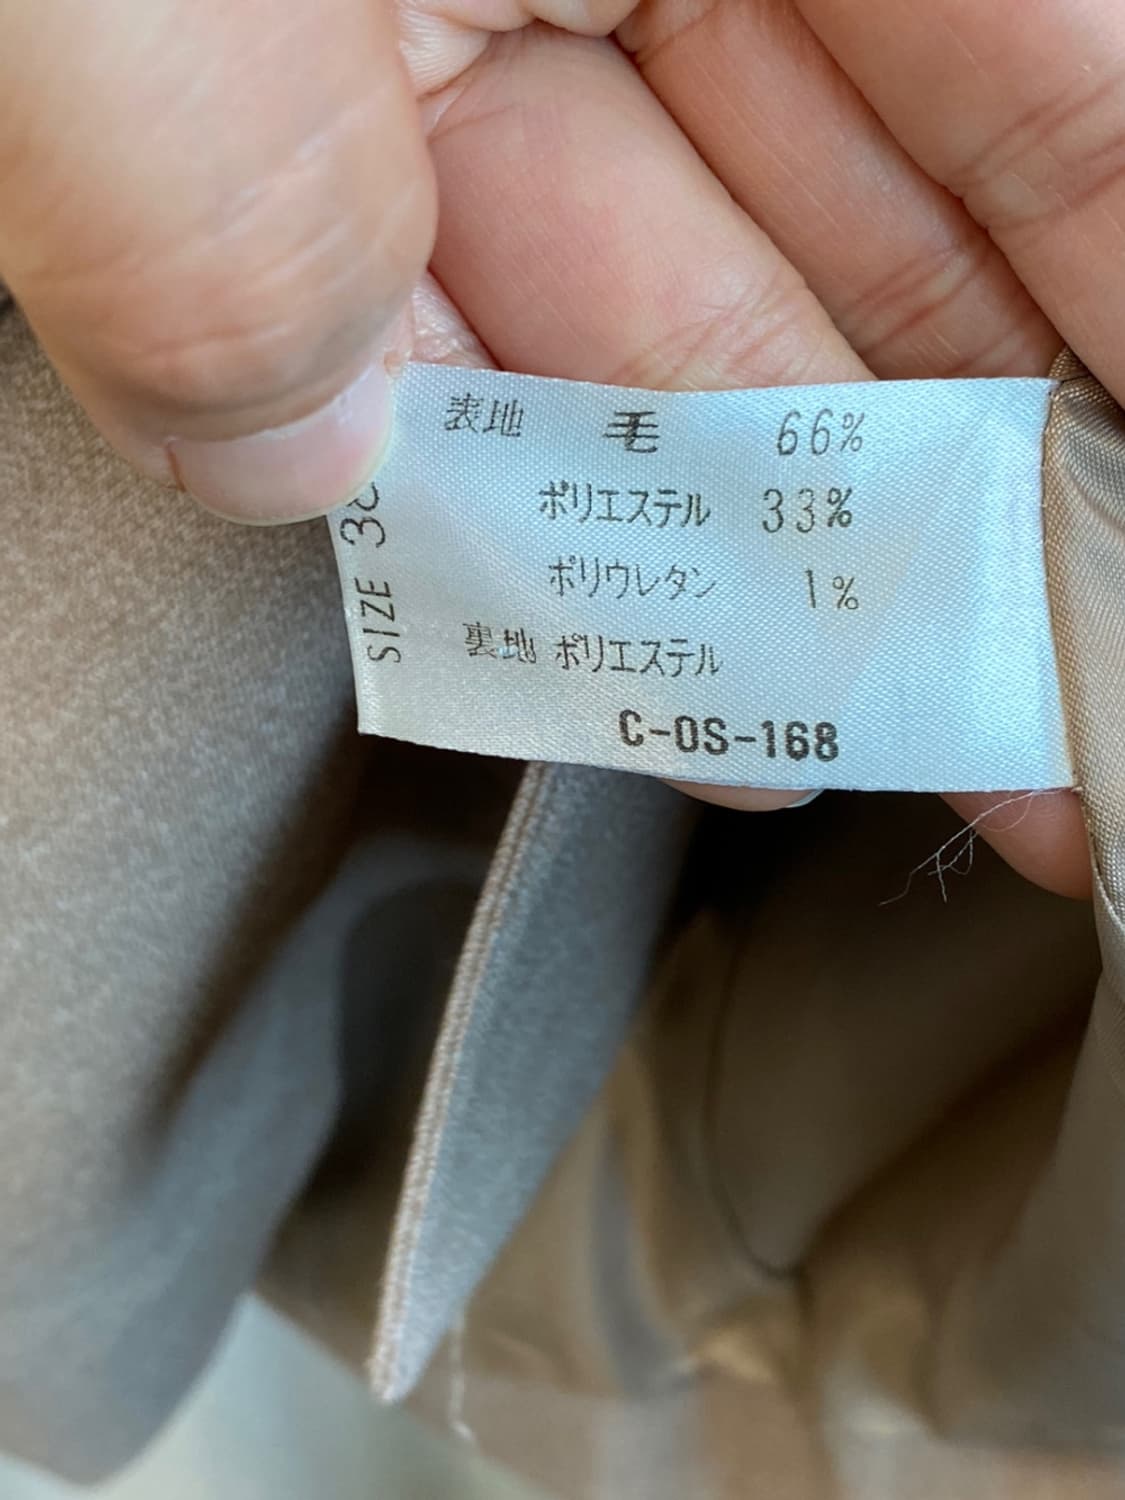 表地 毛 66%
ポリエステル 33%
ポリウレタン 1%
裏地 ポリエステル
C-OS-168
SIZE